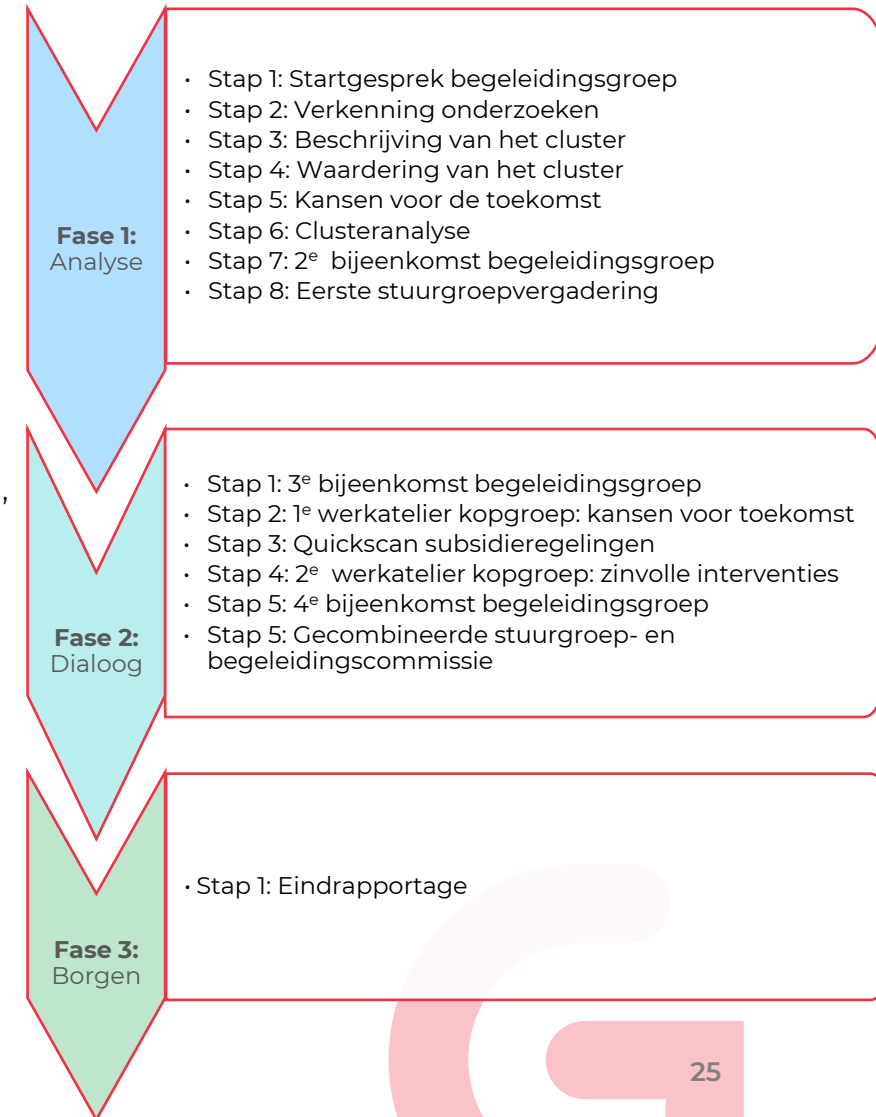 • Stap 1: Startgesprek begeleidingsgroep
• Stap 2: Verkenning onderzoeken
• Stap 3: Beschrijving van het cluster
• Stap 4: Waardering van het cluster
• Stap 5: Kansen voor de toekomst
• Stap 6: Clusteranalyse
• Stap 7: 2e bijeenkomst begeleidingsgroep
• Stap 8: Eerste stuurgroepvergadering
Fase 1:
Analyse
,
• Stap 1: 3e bijeenkomst begeleidingsgroep
• Stap 2: 1e werkatelier kopgroep: kansen voor toekomst
• Stap 3: Quickscan subsidieregelingen
• Stap 4: 2e werkatelier kopgroep: zinvolle interventies
• Stap 5: 4e bijeenkomst begeleidingsgroep
• Stap 5: Gecombineerde stuurgroep- en
begeleidingscommissie
Fase 2:
Dialoog
• Stap 1: Eindrapportage
Fase 3:
Borgen
25